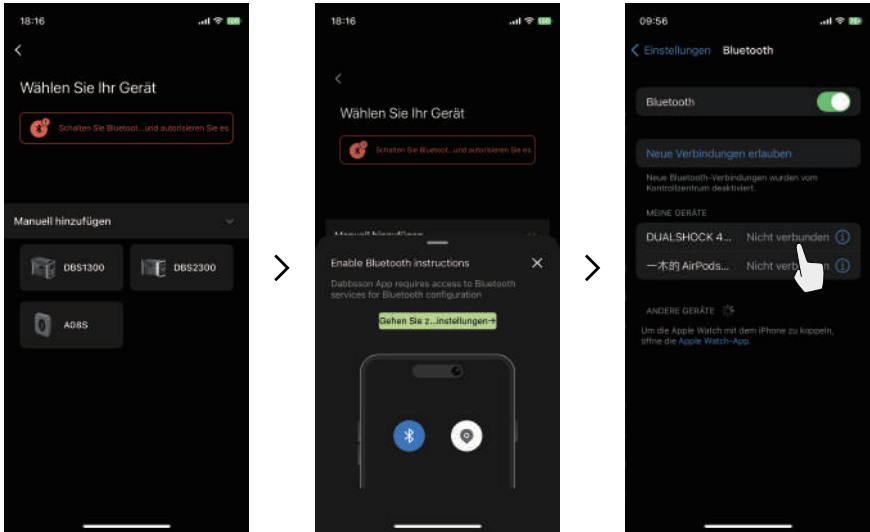 18:16
Wählen Sie Ihr Gerät
Schalten Sie Bluetoot...und autorisieren Sie es.
Manuell hinzufügen
DBS1300
DBS2300
A08S
18:16
Wählen Sie Ihr Gerät
Schalten Sie Bluetoot...und autorisieren Sie es.
Manuell hinzufügen
Enable Bluetooth instructions
Dabbsson App requires access to Bluetooth
services for Bluetooth configuration
Gehen Sie z...instellungen→
09:56
Einstellungen Bluetooth
Bluetooth
Neue Verbindungen erlauben
Neue Bluetooth-Verbindungen wurden vom
Kontrollzentrum deaktiviert.
MEINE GERÄTE
DUALSHOCK 4... Nicht verbunden
一木的 AirPods... Nicht
ANDERE GERÄTE
Um die Apple Watch mit dem iPhone zu koppeln,
öffne die Apple Watch-App.